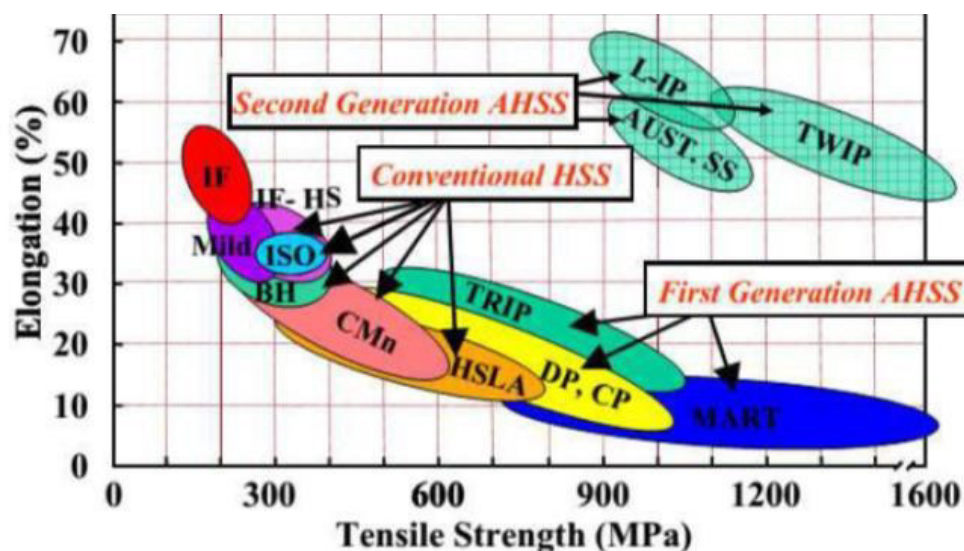 Elongation (%)
70
60
50
40
30
20
10
0
L-IP
Second Generation AHSS
AUST. SS
TWIP
IF
Conventional HSS
IF- HS
Mild
ISO
BH
TRIP
First Generation AHSS
CMn
HSLA
DP, CP
MART
0 300 600 900 1200 1600
Tensile Strength (MPa)